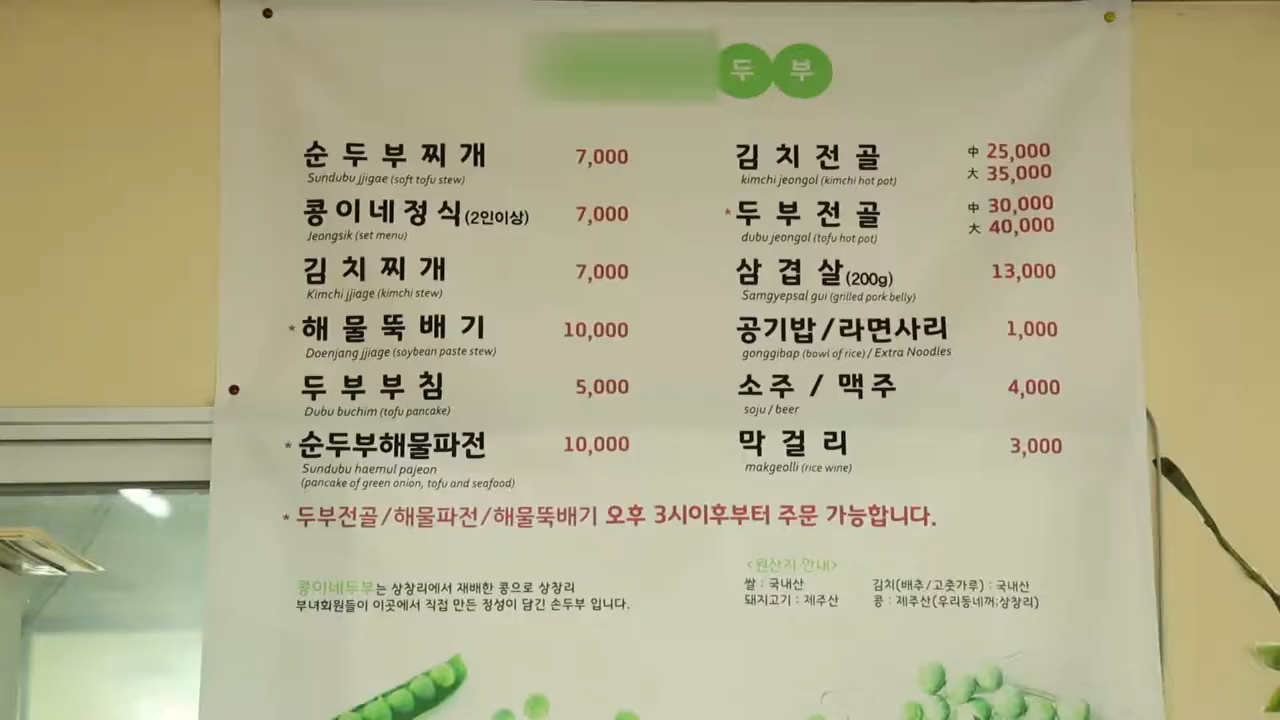 두부
순두부찌개 7,000
Sundubu jjigae (soft tofu stew)
콩이네정식(2인이상) 7,000
Jeongsik (set menu)
김치찌개 7,000
Kimchi jjiage (kimchi stew)
*해물뚝배기 10,000
Doenjang jjiage (soybean paste stew)
두부부침 5,000
Dubu buchim (tofu pancake)
*순두부해물파전 10,000
Sundubu haemul pajeon
(pancake of green onion, tofu and seafood)
김치전골 中 25,000
大 35,000
kimchi jeongol (kimchi hot pot)
*두부전골 中 30,000
大 40,000
dubu jeongol (tofu hot pot)
삼겹살(200g) 13,000
Samgyepsal gui (grilled pork belly)
공기밥/라면사리 1,000
gonggibap (bowl of rice) / Extra Noodles
소주 / 맥주 4,000
soju / beer
막걸리 3,000
makgeolli (rice wine)
* 두부전골/해물파전/해물뚝배기 오후 3시이후부터 주문 가능합니다.
콩이네두부는 상창리에서 재배한 콩으로 상창리
부녀회원들이 이곳에서 직접 만든 정성이 담긴 손두부 입니다.
<원산지 안내>
쌀 : 국내산 김치(배추/고춧가루) : 국내산
돼지고기 : 제주산 콩 : 제주산(우리동네꺼;상창리)